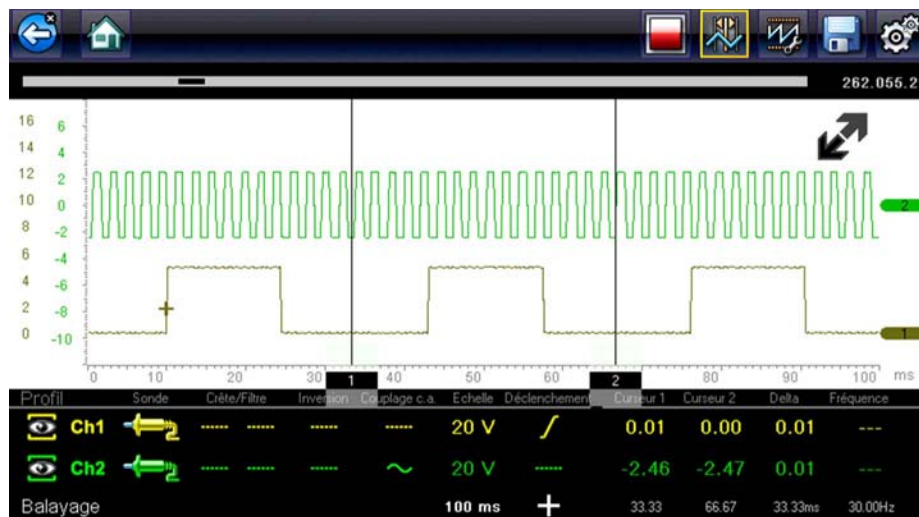 262.055.2
16 6
14 4
12 2
10 0
8 -2
6 -4
4 -6
2 -8
0 -10
2
1
0 10 20 30 1 40 50 60 2 80 90 100 ms
Profil Sonde Crête/Filtre Inversion Couplage c.a. Echelle Déclenchement Curseur 1 Curseur 2 Delta Fréquence
Ch1 ------ ------ ------ ------ 20 V 0.01 0.00 0.01 ---
Ch2 ------ ------ ------ 20 V ------ -2.46 -2.47 0.01 ---
Balayage 100 ms 33.33 66.67 33.33ms 30.00Hz